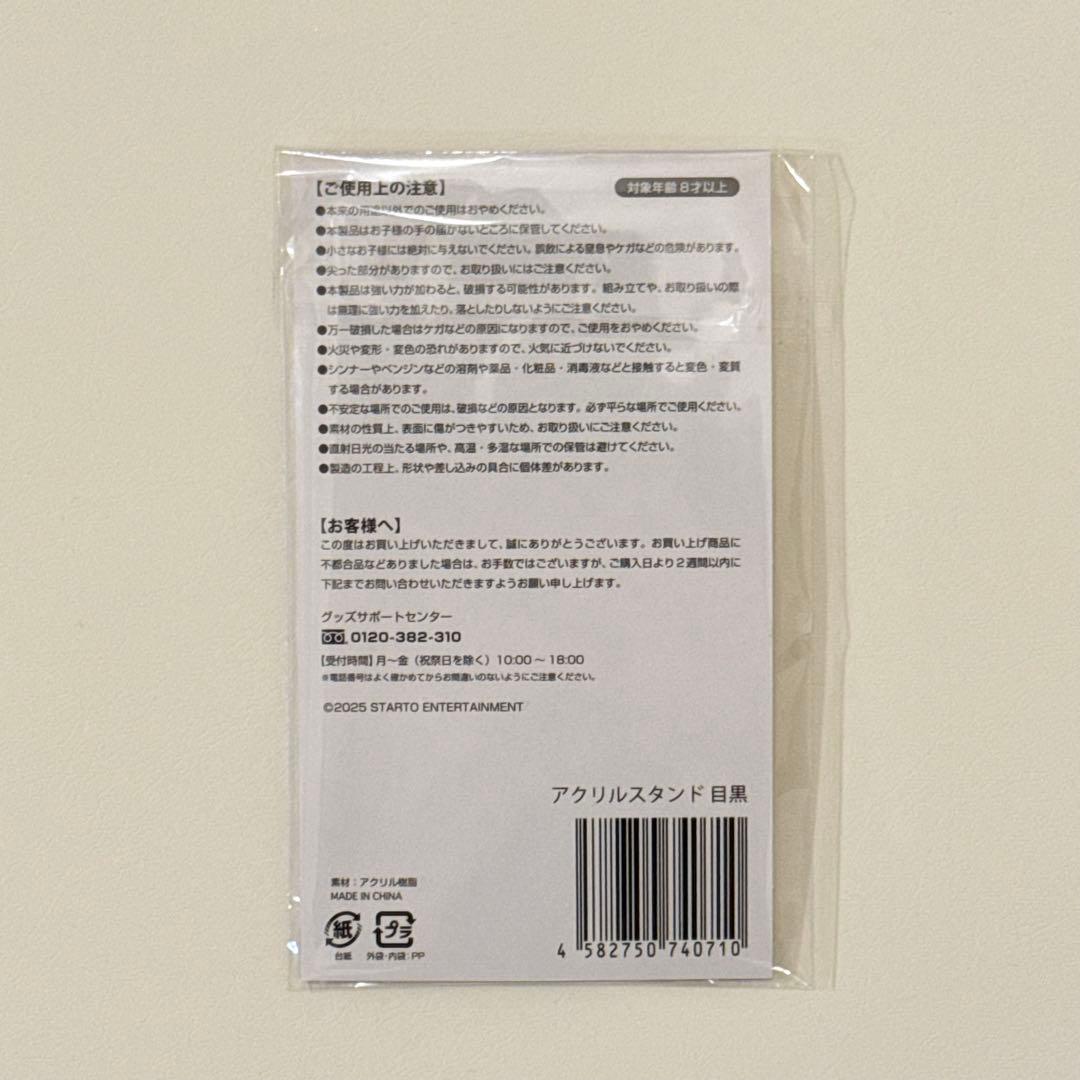 【ご使用上の注意】
対象年齢8才以上
●本来の用途以外でのご使用はおやめください。
●本製品はお子様の手の届かないところに保管してください。
●小さなお子様には絶対に与えないでください。誤飲による窒息やケガなどの危険があります。
●尖った部分がありますので、お取り扱いにはご注意ください。
●本製品は強い力が加わると、破損する可能性があります。組み立てや、お取り扱いの際
は無理に強い力を加えたり、落としたりしないようにご注意ください。
●万一破損した場合はケガなどの原因になりますので、ご使用をおやめください。
●火災や変形・変色の恐れがありますので、火気に近づけないでください。
●シンナーやベンジンなどの溶剤や薬品・化粧品・消毒液などと接触すると変色・変質
する場合があります。
●不安定な場所でのご使用は、破損などの原因となります。必ず平らな場所でご使用ください。
●素材の性質上、表面に傷がつきやすいため、お取り扱いにご注意ください。
●直射日光の当たる場所や、高温・多湿な場所での保管は避けてください。
●製造の工程上、形状や差し込みの具合に個体差があります。
【お客様へ】
この度はお買い上げいただきまして、誠にありがとうございます。お買い上げ商品に
不都合品などありました場合は、お手数ではございますが、ご購入日より2週間以内に
下記までお問い合わせいただきますようお願い申し上げます。
グッズサポートセンター
0120-382-310
【受付時間】月〜金（祝祭日を除く）10:00〜18:00
※電話番号はよく確かめてからお間違いのないようにご注意ください。
©2025 STARTO ENTERTAINMENT
アクリルスタンド 目黒
素材：アクリル樹脂
MADE IN CHINA
紙
プラ
台紙
外袋・内袋：PP
4 582750 740710